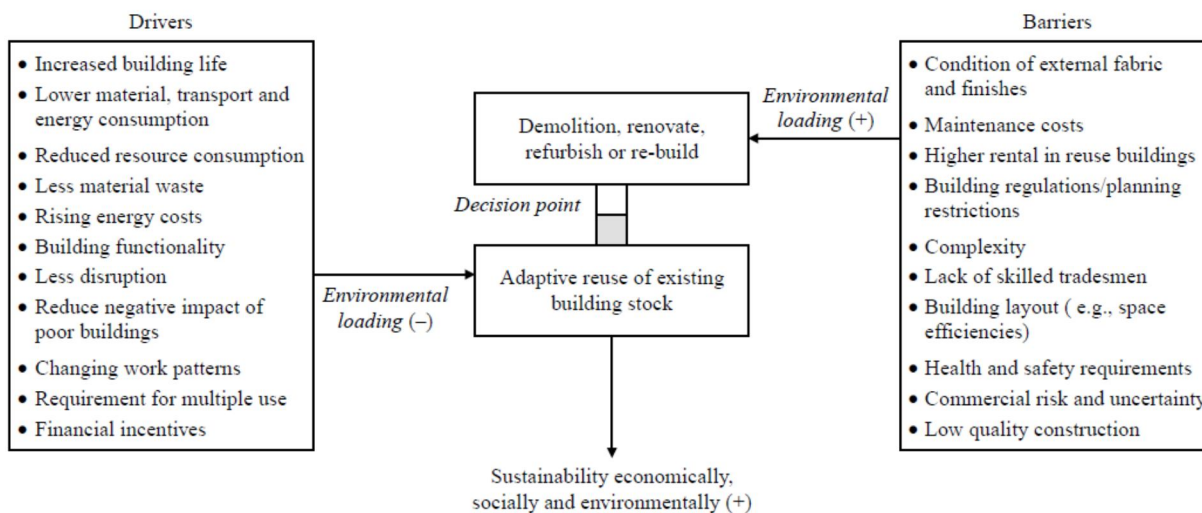 Drivers
• Increased building life
• Lower material, transport and
energy consumption
• Reduced resource consumption
• Less material waste
• Rising energy costs
• Building functionality
• Less disruption
• Reduce negative impact of
poor buildings
• Changing work patterns
• Requirement for multiple use
• Financial incentives
Environmental
loading (–)
Demolition, renovate,
refurbish or re-build
Decision point
Adaptive reuse of existing
building stock
Sustainability economically,
socially and environmentally (+)
Environmental
loading (+)
Barriers
• Condition of external fabric
and finishes
• Maintenance costs
• Higher rental in reuse buildings
• Building regulations/planning
restrictions
• Complexity
• Lack of skilled tradesmen
• Building layout ( e.g., space
efficiencies)
• Health and safety requirements
• Commercial risk and uncertainty
• Low quality construction